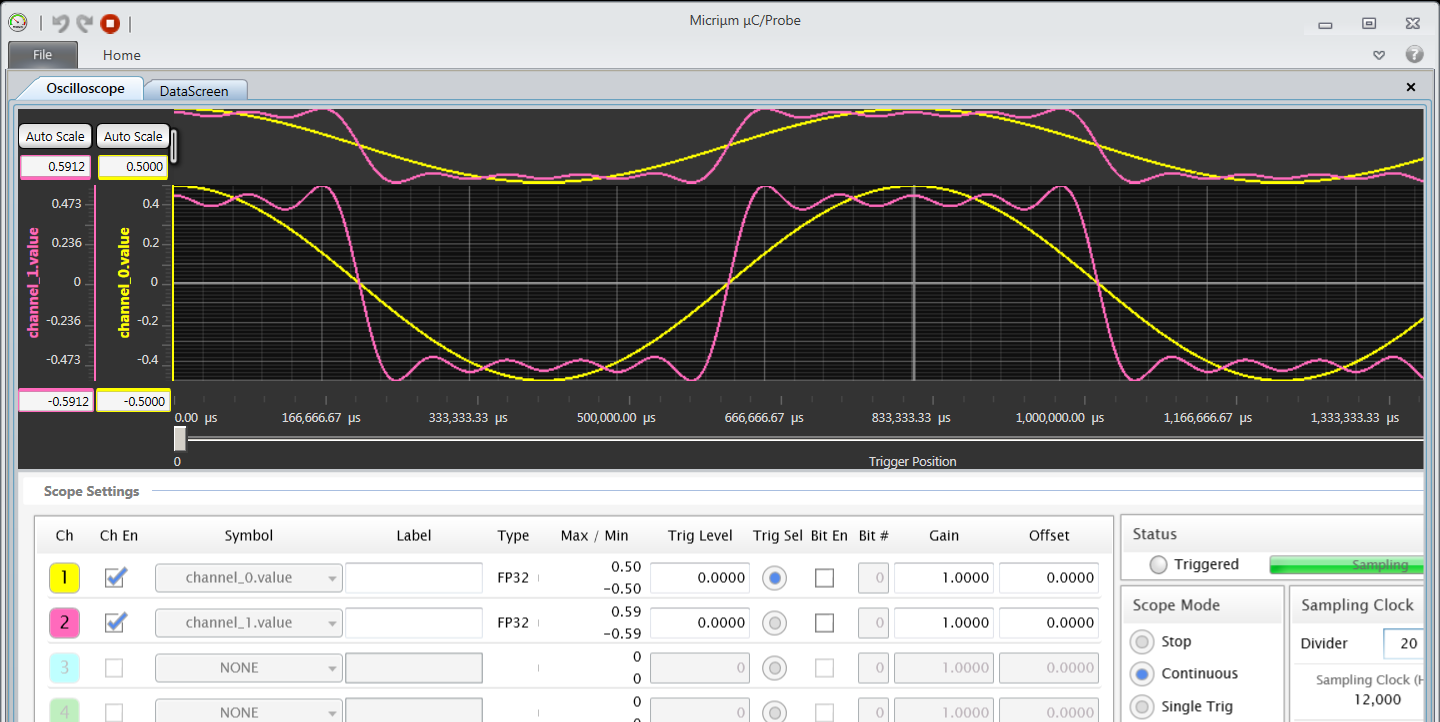 Micriµm µC/Probe
File Home
Oscilloscope DataScreen
Auto Scale Auto Scale
0.5912 0.5000
0.473 0.4
0.236 0.2
0 0
-0.236 -0.2
-0.473 -0.4
channel_1.value channel_0.value
-0.5912 -0.5000
0.00 µs 166,666.67 µs 333,333.33 µs 500,000.00 µs 666,666.67 µs 833,333.33 µs 1,000,000.00 µs 1,166,666.67 µs 1,333,333.33 µs
0 Trigger Position
Scope Settings
Ch Ch En Symbol Label Type Max / Min Trig Level Trig Sel Bit En Bit # Gain Offset
1 channel_0.value FP32 0.50 -0.50 0.0000 0 1.0000 0.0000
2 channel_1.value FP32 0.59 -0.59 0.0000 0 1.0000 0.0000
3 NONE 0 0 0 0 1.0000 0.0000
4 NONE 0 0 0 1.0000 0.0000
Status
Triggered Sampling
Scope Mode
Stop
Continuous
Single Trig
Sampling Clock
Divider 20
Sampling Clock (H
12,000